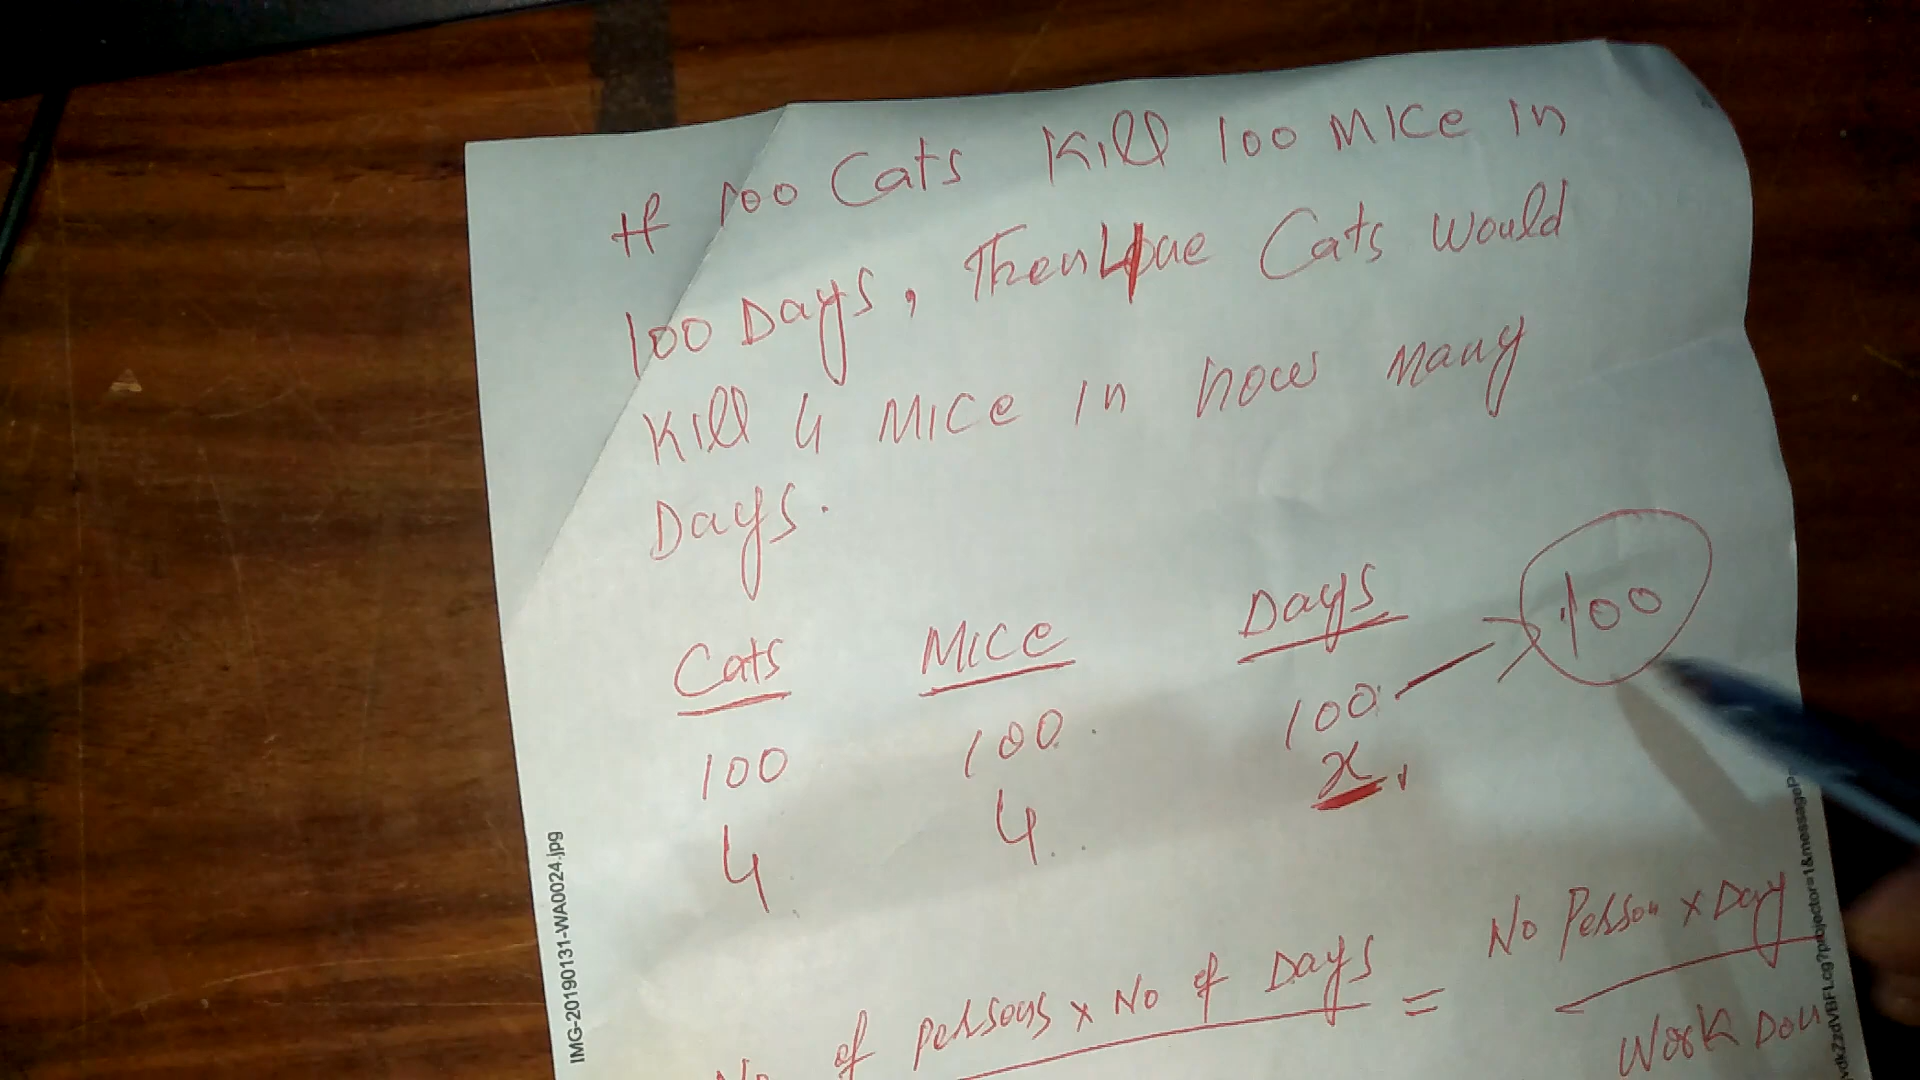 If 100 Cats Kill 100 Mice in
100 Days, Then 4 Cats Would
Kill 4 Mice in how many
Days.
Cats Mice Days
100 100 100 100
4 4 x
No of persons x No of Days = No Person x Day
Work Don
IMG-20190131-WA0024.jpg